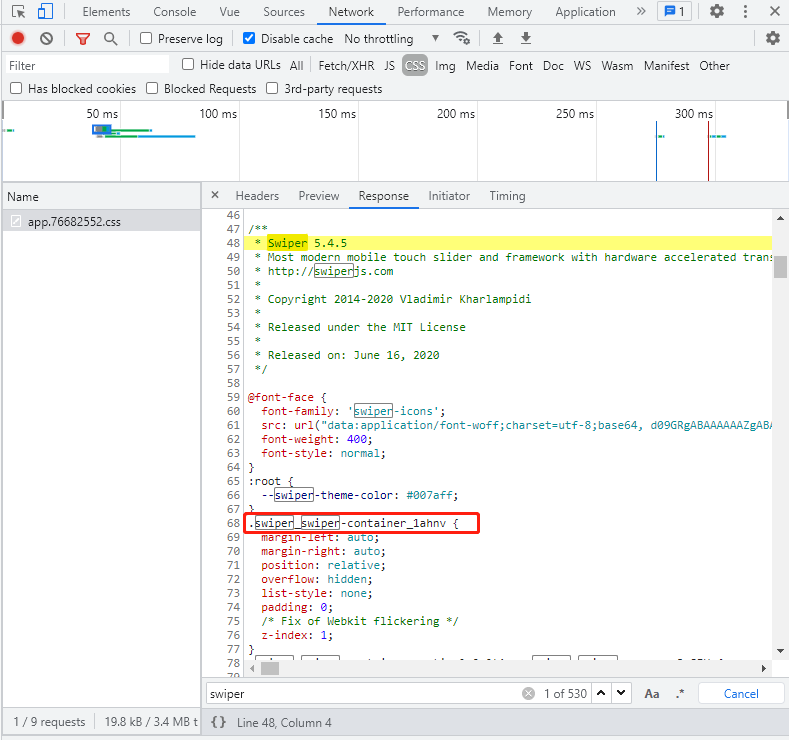 Elements Console Vue Sources Network Performance Memory Application » 1
Preserve log Disable cache No throttling
Filter Hide data URLs All Fetch/XHR JS CSS Img Media Font Doc WS Wasm Manifest Other
Has blocked cookies Blocked Requests 3rd-party requests
50 ms 100 ms 150 ms 200 ms 250 ms 300 ms
Name
app.76682552.css
× Headers Preview Response Initiator Timing
46
47 /**
48 * Swiper 5.4.5
49 * Most modern mobile touch slider and framework with hardware accelerated trans
50 * http://swiperjs.com
51 *
52 * Copyright 2014-2020 Vladimir Kharlampidi
53 *
54 * Released under the MIT License
55 *
56 * Released on: June 16, 2020
57 */
58
59 @font-face {
60 font-family: 'swiper-icons';
61 src: url("data:application/font-woff;charset=utf-8;base64, d09GRgABAAAAAAZgABA
62 font-weight: 400;
63 font-style: normal;
64 }
65 :root {
66 --swiper-theme-color: #007aff;
67 }
68 .swiper_swiper-container_1ahnv {
69 margin-left: auto;
70 margin-right: auto;
71 position: relative;
72 overflow: hidden;
73 list-style: none;
74 padding: 0;
75 /* Fix of Webkit flickering */
76 z-index: 1;
77 }
78
swiper 1 of 530 Aa .* Cancel
1 / 9 requests 19.8 kB / 3.4 MB t
{} Line 48, Column 4